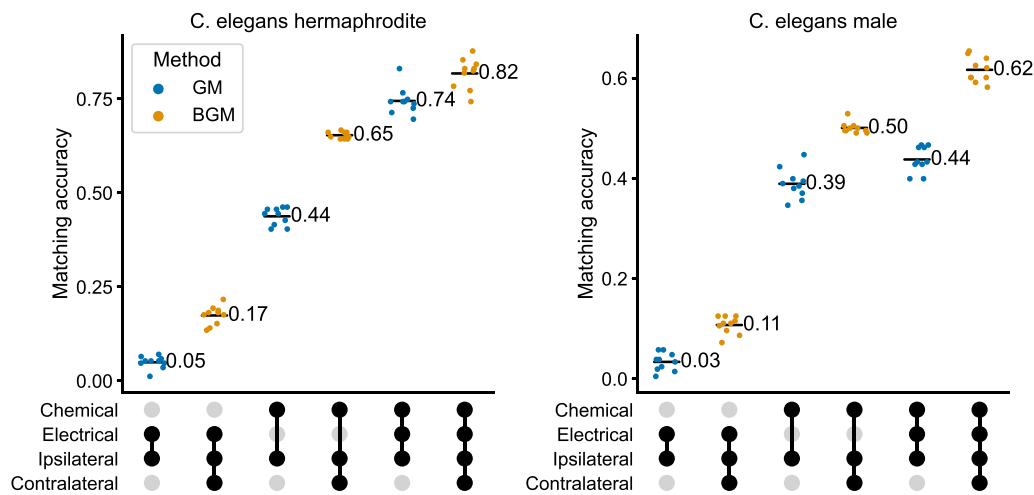 C. elegans hermaphrodite
Matching accuracy
0.75
0.50
0.25
0.00
Method
GM
BGM
0.05
0.17
0.44
0.65
0.74
0.82
Chemical
Electrical
Ipsilateral
Contralateral
C. elegans male
Matching accuracy
0.6
0.4
0.2
0.0
0.03
0.11
0.39
0.50
0.44
0.62
Chemical
Electrical
Ipsilateral
Contralateral